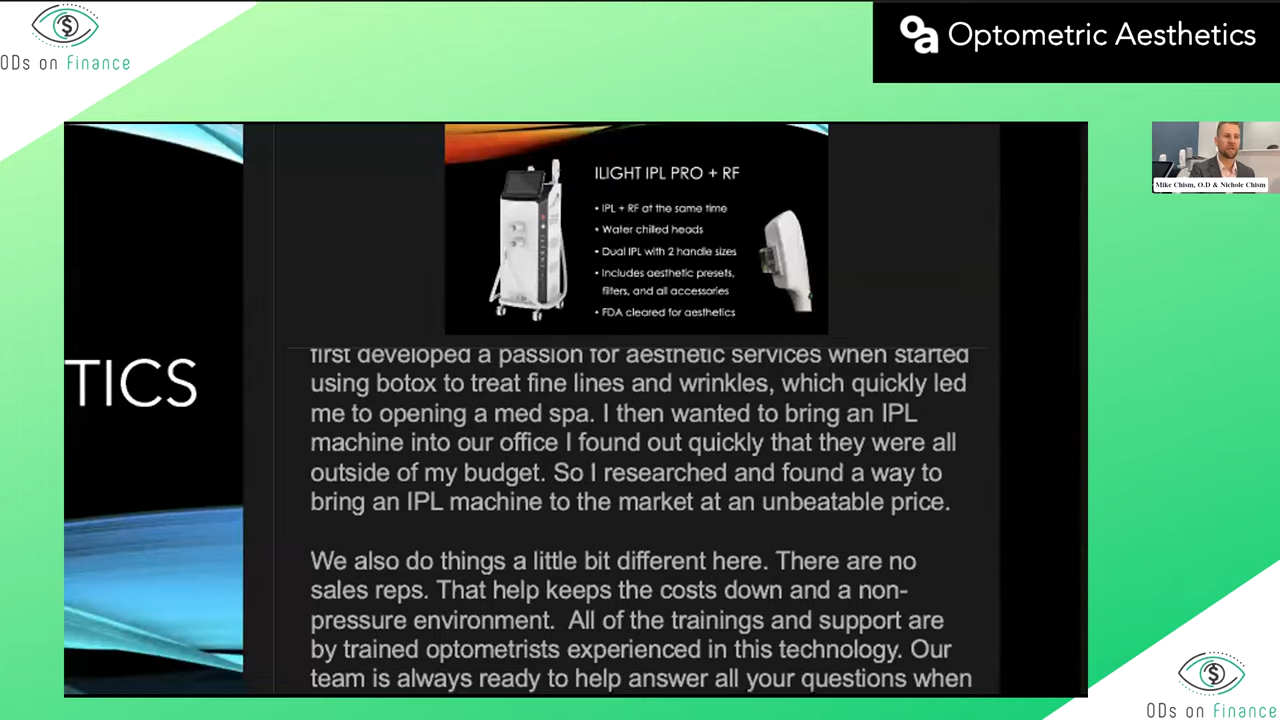 ODs on Finance
oa Optometric Aesthetics
Mike Chism, O.D & Nichole Chism
ILIGHT IPL PRO + RF
• IPL + RF at the same time
• Water chilled heads
• Dual IPL with 2 handle sizes
• Includes aesthetic presets,
filters, and all accessories
• FDA cleared for aesthetics
TICS
first developed a passion for aesthetic services when started
using botox to treat fine lines and wrinkles, which quickly led
me to opening a med spa. I then wanted to bring an IPL
machine into our office I found out quickly that they were all
outside of my budget. So I researched and found a way to
bring an IPL machine to the market at an unbeatable price.
We also do things a little bit different here. There are no
sales reps. That help keeps the costs down and a non-
pressure environment.  All of the trainings and support are
by trained optometrists experienced in this technology. Our
team is always ready to help answer all your questions when
ODs on Finance